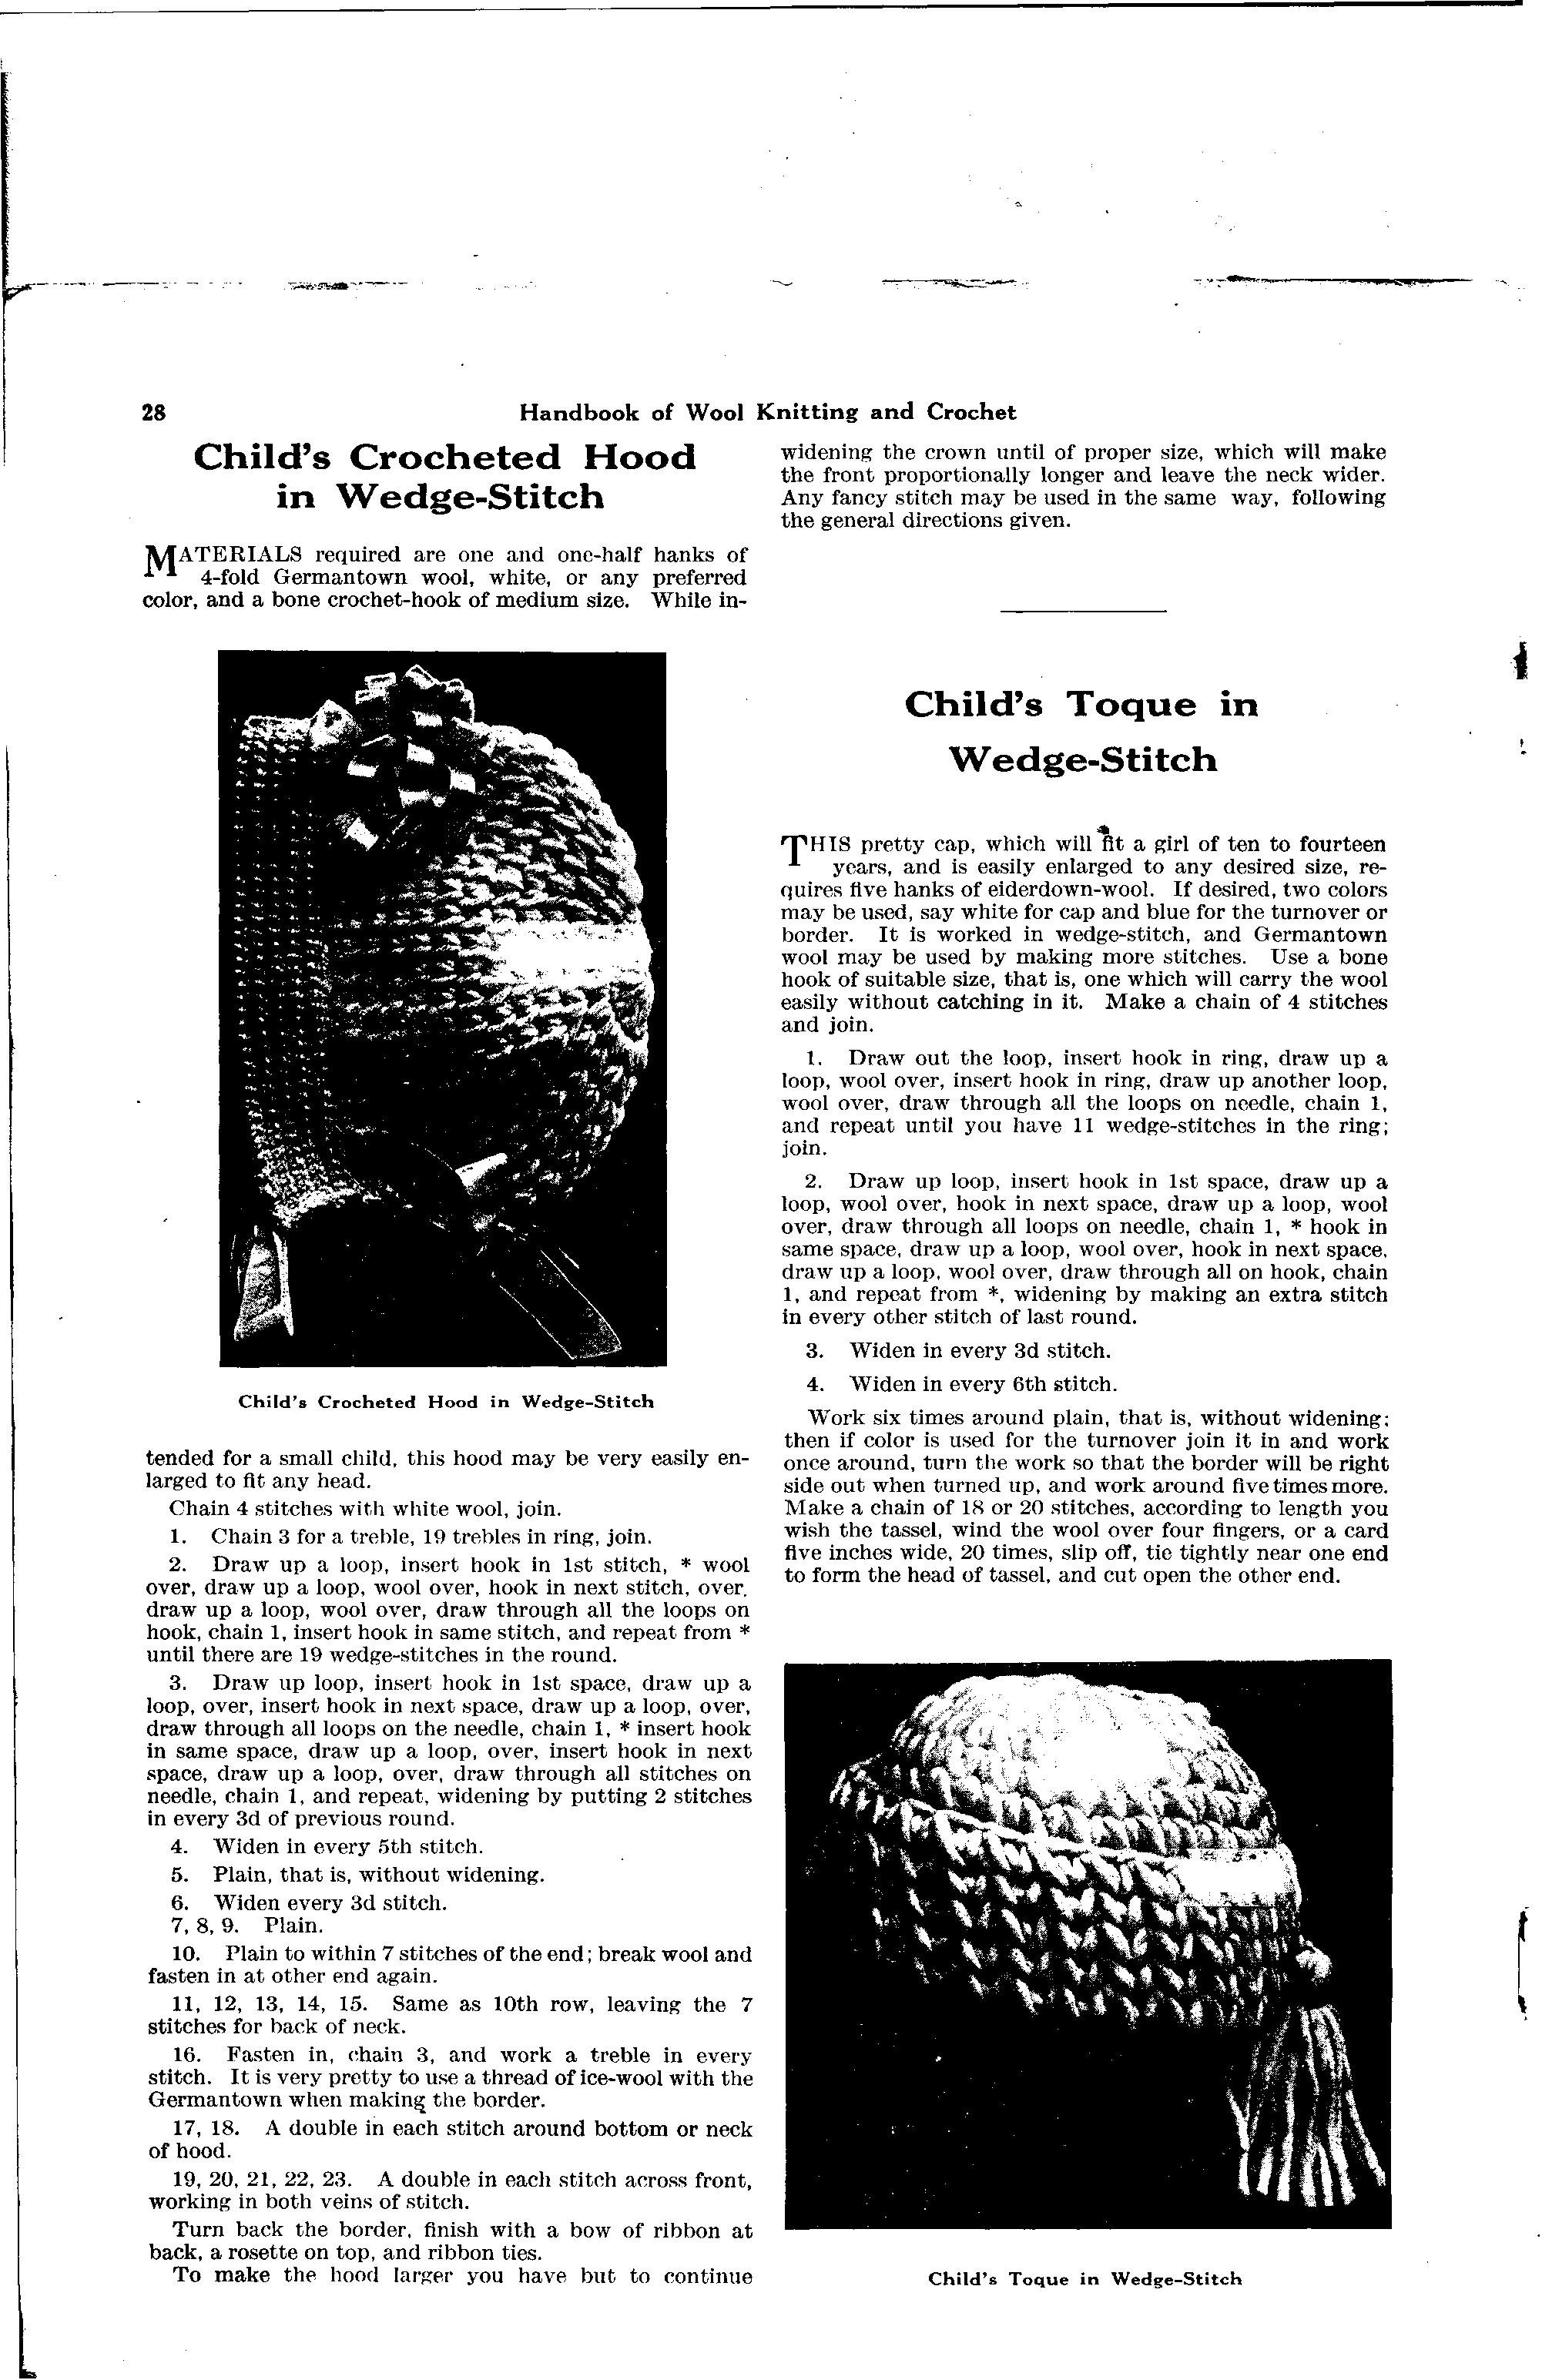 28
Handbook of Wool Knitting and Crochet
Child's Crocheted Hood
in Wedge-Stitch
MATERIALS required are one and one-half hanks of
4-fold Germantown wool, white, or any preferred
color, and a bone crochet-hook of medium size. While in-
Child's Crocheted Hood in Wedge-Stitch
tended for a small child, this hood may be very easily en-
larged to fit any head.
Chain 4 stitches with white wool, join.
1. Chain 3 for a treble, 19 trebles in ring, join.
2. Draw up a loop, insert hook in 1st stitch, * wool
over, draw up a loop, wool over, hook in next stitch, over,
draw up a loop, wool over, draw through all the loops on
hook, chain 1, insert hook in same stitch, and repeat from *
until there are 19 wedge-stitches in the round.
3. Draw up loop, insert hook in 1st space, draw up a
loop, over, insert hook in next space, draw up a loop, over,
draw through all loops on the needle, chain 1, * insert hook
in same space, draw up a loop, over, insert hook in next
space, draw up a loop, over, draw through all stitches on
needle, chain 1, and repeat, widening by putting 2 stitches
in every 3d of previous round.
4. Widen in every 5th stitch.
5. Plain, that is, without widening.
6. Widen every 3d stitch.
7, 8, 9. Plain.
10. Plain to within 7 stitches of the end; break wool and
fasten in at other end again.
11, 12, 13, 14, 15. Same as 10th row, leaving the 7
stitches for back of neck.
16. Fasten in, chain 3, and work a treble in every
stitch. It is very pretty to use a thread of ice-wool with the
Germantown when making the border.
17, 18. A double in each stitch around bottom or neck
of hood.
19, 20, 21, 22, 23. A double in each stitch across front,
working in both veins of stitch.
Turn back the border, finish with a bow of ribbon at
back, a rosette on top, and ribbon ties.
To make the hood larger you have but to continue
widening the crown until of proper size, which will make
the front proportionally longer and leave the neck wider.
Any fancy stitch may be used in the same way, following
the general directions given.
Child's Toque in
Wedge-Stitch
THIS pretty cap, which will fit a girl of ten to fourteen
years, and is easily enlarged to any desired size, re-
quires five hanks of eiderdown-wool. If desired, two colors
may be used, say white for cap and blue for the turnover or
border. It is worked in wedge-stitch, and Germantown
wool may be used by making more stitches. Use a bone
hook of suitable size, that is, one which will carry the wool
easily without catching in it. Make a chain of 4 stitches
and join.
1. Draw out the loop, insert hook in ring, draw up a
loop, wool over, insert hook in ring, draw up another loop,
wool over, draw through all the loops on needle, chain 1,
and repeat until you have 11 wedge-stitches in the ring;
join.
2. Draw up loop, insert hook in 1st space, draw up a
loop, wool over, hook in next space, draw up a loop, wool
over, draw through all loops on needle, chain 1, * hook in
same space, draw up a loop, wool over, hook in next space,
draw up a loop, wool over, draw through all on hook, chain
1, and repeat from *, widening by making an extra stitch
in every other stitch of last round.
3. Widen in every 3d stitch.
4. Widen in every 6th stitch.
Work six times around plain, that is, without widening;
then if color is used for the turnover join it in and work
once around, turn the work so that the border will be right
side out when turned up, and work around five times more.
Make a chain of 18 or 20 stitches, according to length you
wish the tassel, wind the wool over four fingers, or a card
five inches wide, 20 times, slip off, tie tightly near one end
to form the head of tassel, and cut open the other end.
Child's Toque in Wedge-Stitch